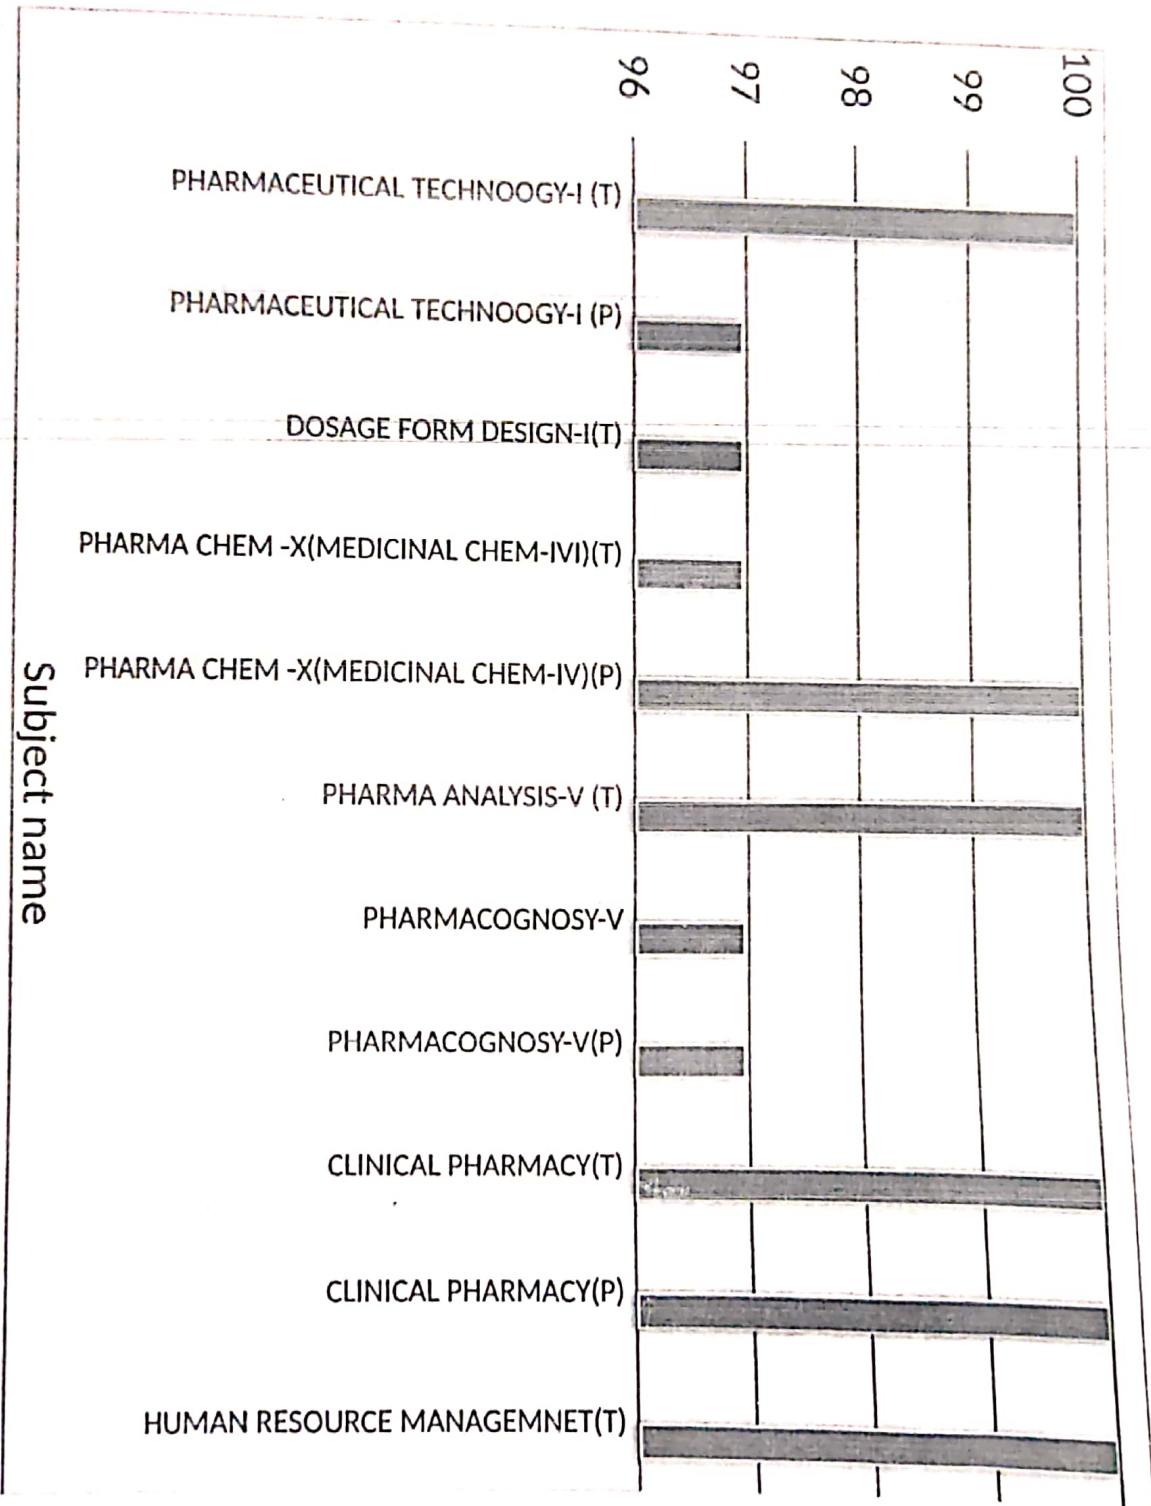 96
97
98
99
100
PHARMACEUTICAL TECHNOOGY-I (T)
PHARMACEUTICAL TECHNOOGY-I (P)
DOSAGE FORM DESIGN-I(T)
PHARMA CHEM -X(MEDICINAL CHEM-IVI)(T)
PHARMA CHEM -X(MEDICINAL CHEM-IV)(P)
PHARMA ANALYSIS-V (T)
PHARMACOGNOSY-V
PHARMACOGNOSY-V(P)
CLINICAL PHARMACY(T)
CLINICAL PHARMACY(P)
HUMAN RESOURCE MANAGEMNET(T)
Subject name